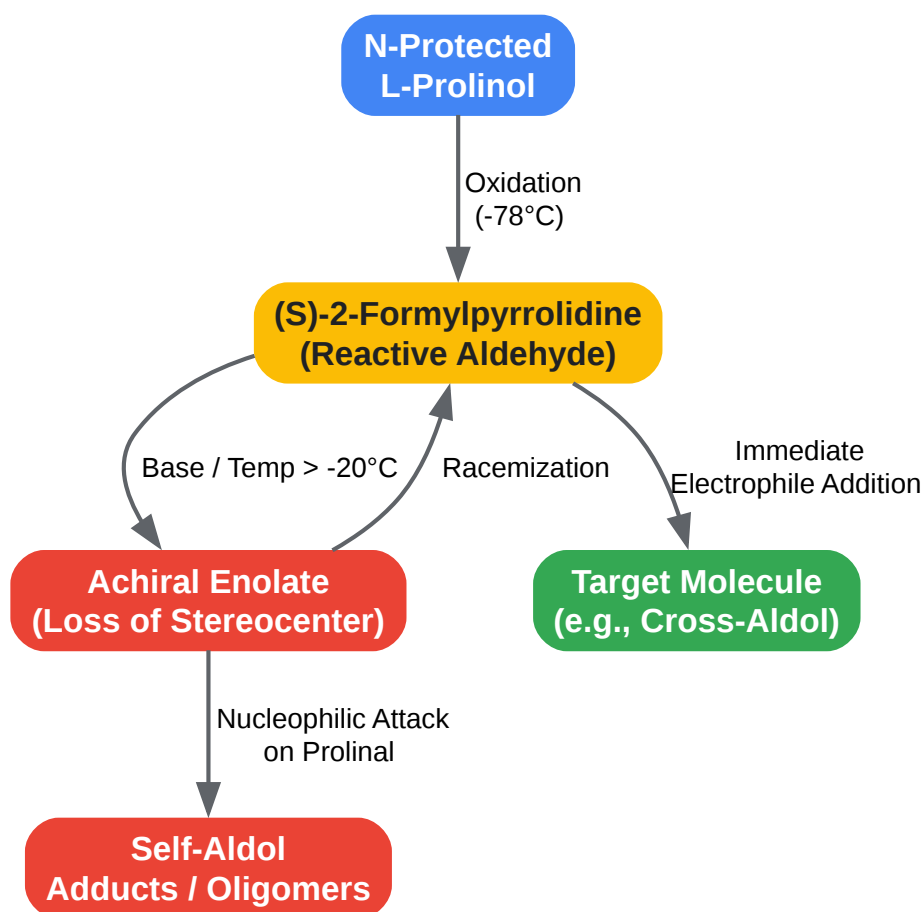 N-Protected
L-Prolinol
Oxidation
(-78°C)
(S)-2-Formylpyrrolidine
(Reactive Aldehyde)
Base / Temp > -20°C
Racemization
Immediate
Electrophile Addition
Achiral Enolate
(Loss of Stereocenter)
Target Molecule
(e.g., Cross-Aldol)
Nucleophilic Attack
on Prolinal
Self-Aldol
Adducts / Oligomers